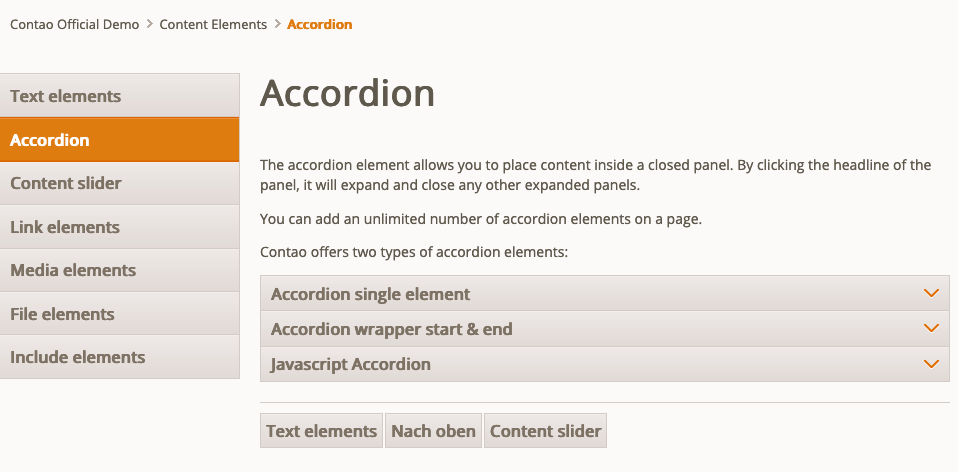 Contao Official Demo > Content Elements > Accordion
Text elements
Accordion
Content slider
Link elements
Media elements
File elements
Include elements
Accordion
The accordion element allows you to place content inside a closed panel. By clicking the headline of the
panel, it will expand and close any other expanded panels.
You can add an unlimited number of accordion elements on a page.
Contao offers two types of accordion elements:
Accordion single element
Accordion wrapper start & end
Javascript Accordion
Text elements Nach oben Content slider